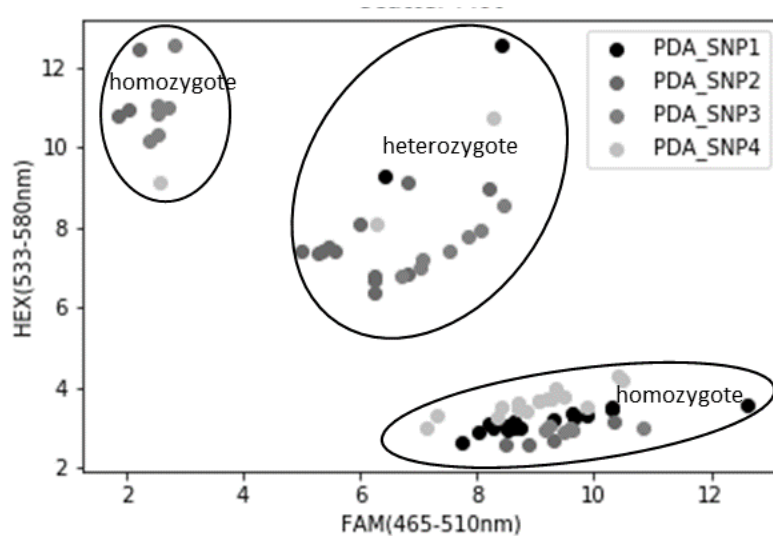 12
10
8
6
4
2
HEX(533-580nm)
homozygote
heterozygote
homozygote
PDA_SNP1
PDA_SNP2
PDA_SNP3
PDA_SNP4
2 4 6 8 10 12
FAM(465-510nm)